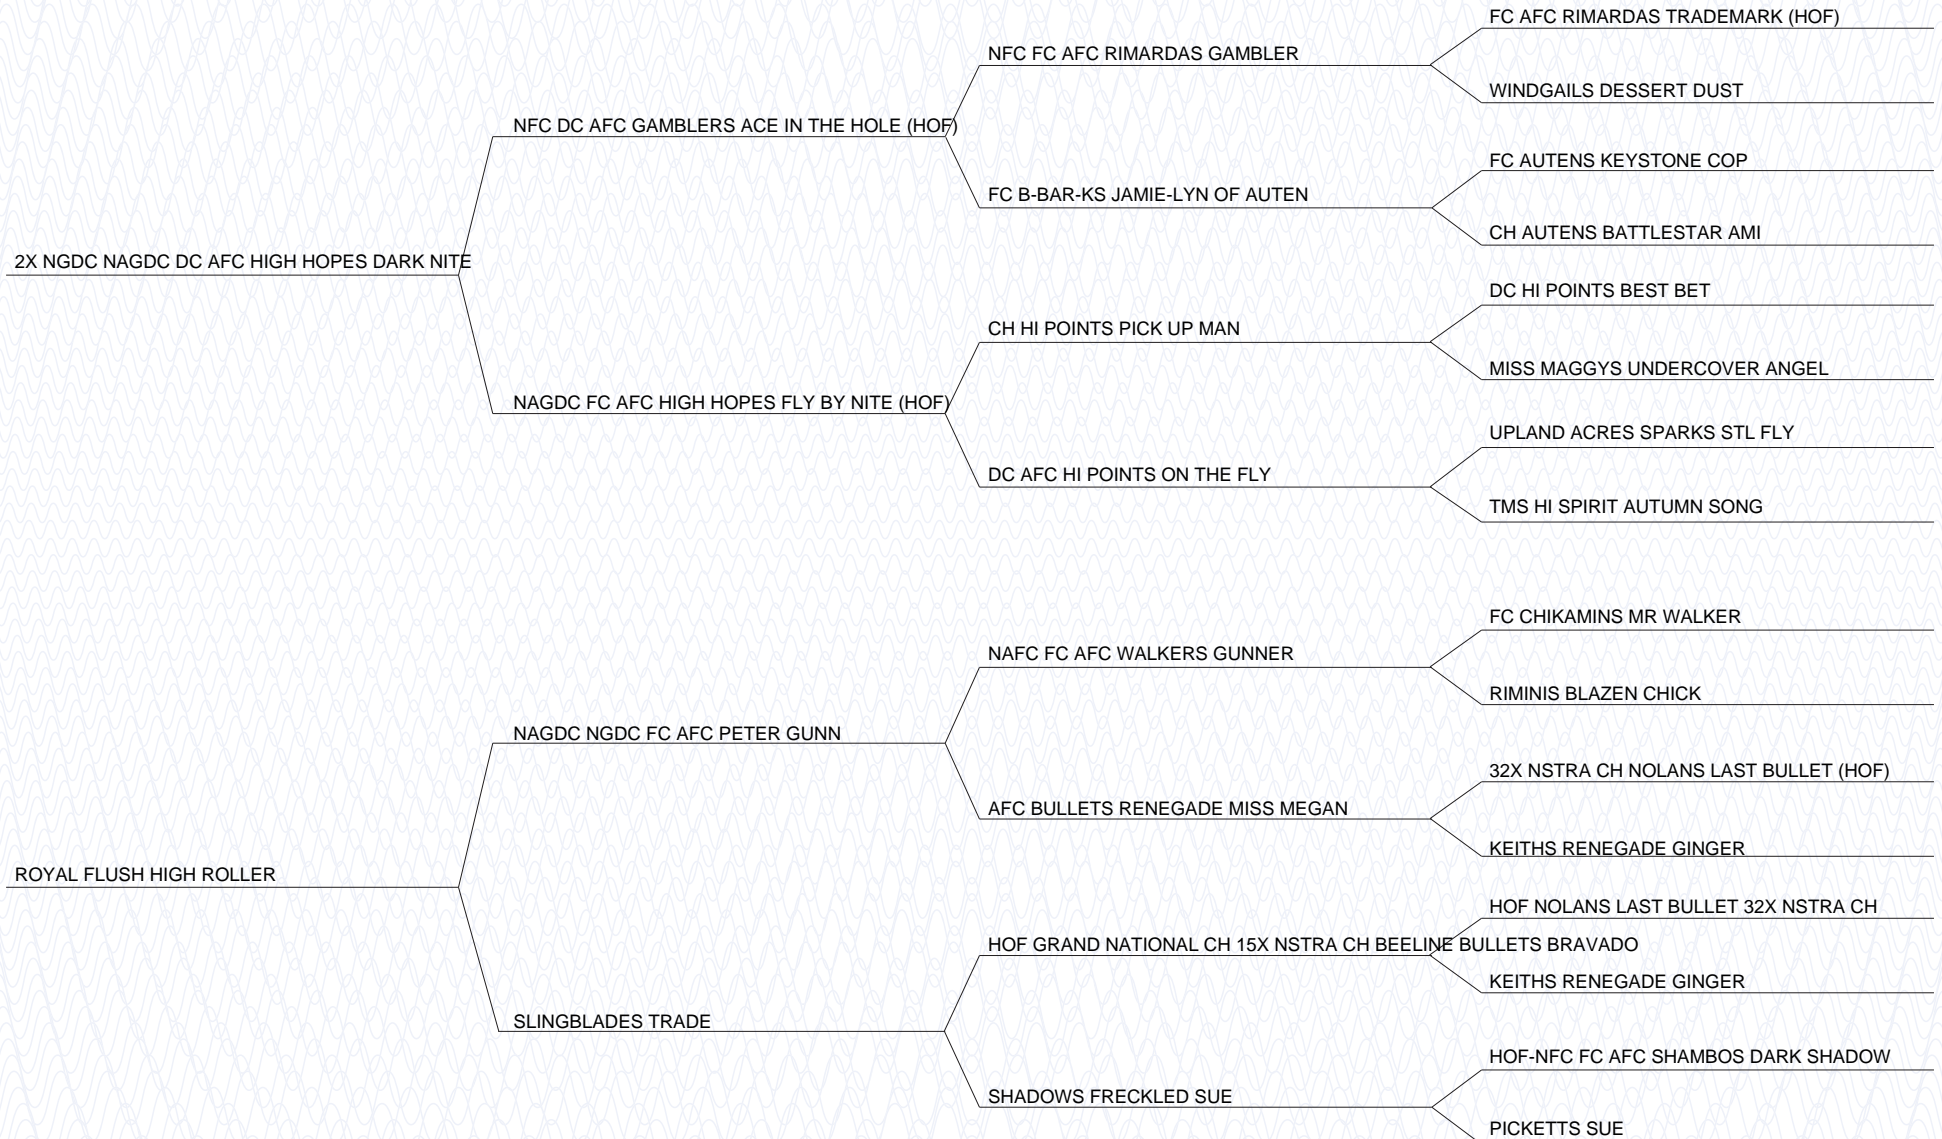 FC AFC RIMARDAS TRADEMARK (HOF)
NFC FC AFC RIMARDAS GAMBLER
WINDGAILS DESSERT DUST
NFC DC AFC GAMBLERS ACE IN THE HOLE (HOF)
FC AUTENS KEYSTONE COP
FC B-BAR-KS JAMIE-LYN OF AUTEN
CH AUTENS BATTLESTAR AMI
2X NGDC NAGDC DC AFC HIGH HOPES DARK NITE
DC HI POINTS BEST BET
CH HI POINTS PICK UP MAN
MISS MAGGYS UNDERCOVER ANGEL
NAGDC FC AFC HIGH HOPES FLY BY NITE (HOF)
UPLAND ACRES SPARKS STL FLY
DC AFC HI POINTS ON THE FLY
TMS HI SPIRIT AUTUMN SONG
FC CHIKAMINS MR WALKER
NAFC FC AFC WALKERS GUNNER
RIMINIS BLAZEN CHICK
NAGDC NGDC FC AFC PETER GUNN
32X NSTRA CH NOLANS LAST BULLET (HOF)
AFC BULLETS RENEGADE MISS MEGAN
KEITHS RENEGADE GINGER
ROYAL FLUSH HIGH ROLLER
HOF NOLANS LAST BULLET 32X NSTRA CH
HOF GRAND NATIONAL CH 15X NSTRA CH BEELINE BULLETS BRAVADO
KEITHS RENEGADE GINGER
SLINGBLADES TRADE
HOF-NFC FC AFC SHAMBOS DARK SHADOW
SHADOWS FRECKLED SUE
PICKETTS SUE